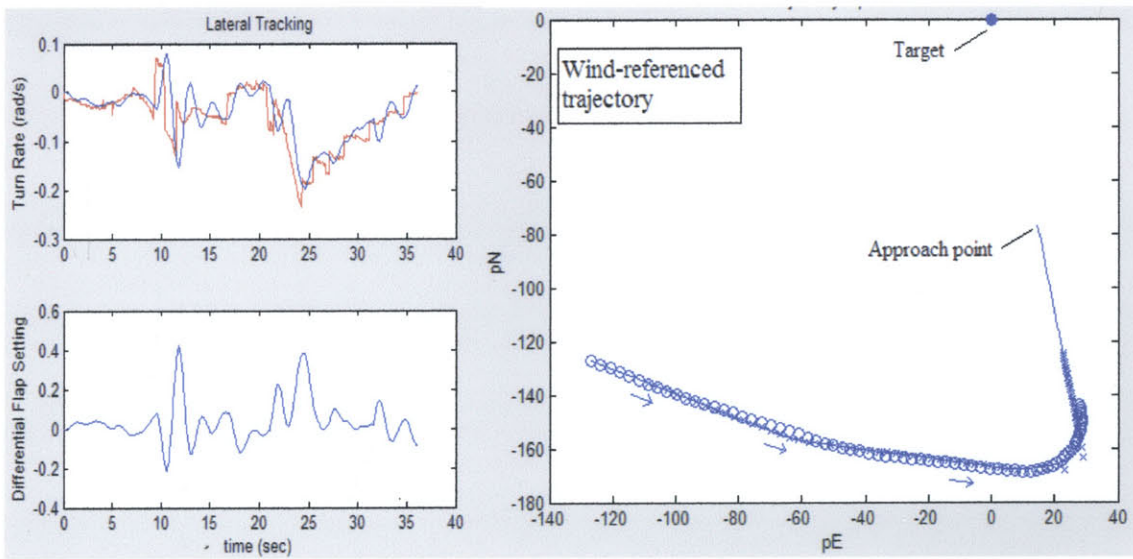 Lateral Tracking
Turn Rate (rad/s)
0.1
0
-0.1
-0.2
-0.3
0 5 10 15 20 25 30 35 40
Differential Flap Setting
0.6
0.4
0.2
0
-0.2
-0.4
0 5 10 15 20 25 30 35 40
time (sec)
Wind-referenced
trajectory
Target
Approach point
pN
0
-20
-40
-60
-80
-100
-120
-140
-160
-180
-140 -120 -100 -80 -60 -40 -20 0 20 40
pE